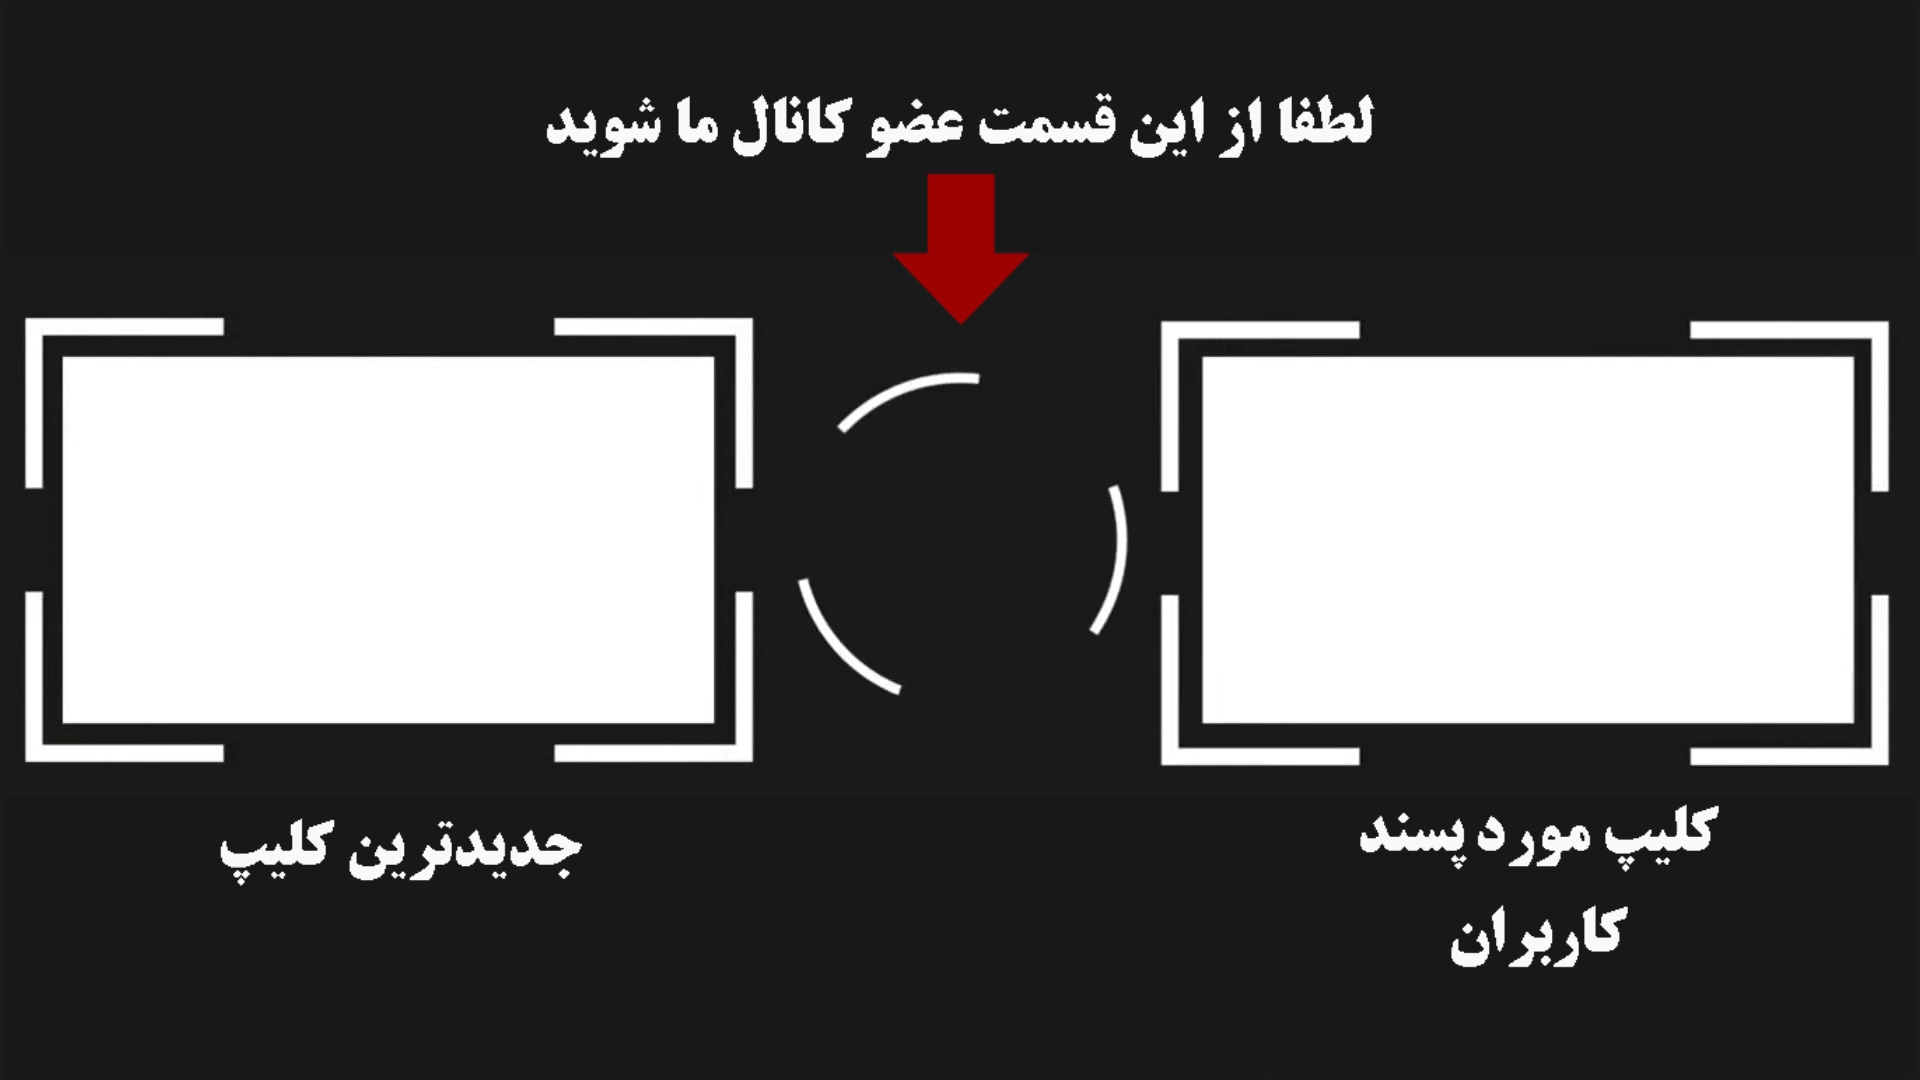 لطفا از این قسمت عضو کانال ما شوید
کلیپ مورد پسند
کاربران
جدیدترین کلیپ